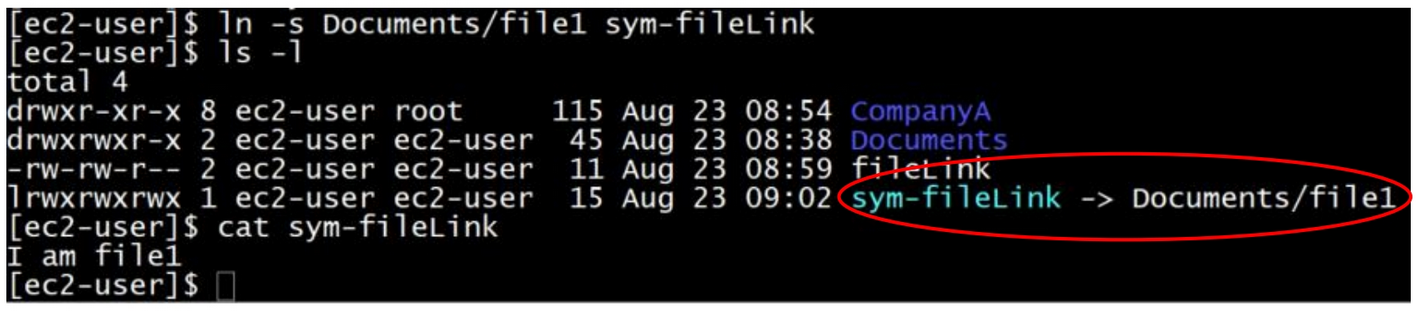 [ec2-user]$ ln -s Documents/file1 sym-fileLink
[ec2-user]$ ls -l
total 4
drwxr-xr-x 8 ec2-user root     115 Aug 23 08:54 CompanyA
drwxrwxr-x 2 ec2-user ec2-user  45 Aug 23 08:38 Documents
-rw-rw-r-- 2 ec2-user ec2-user  11 Aug 23 08:59 fileLink
lrwxrwxrwx 1 ec2-user ec2-user  15 Aug 23 09:02 sym-fileLink -> Documents/file1
[ec2-user]$ cat sym-fileLink
I am file1
[ec2-user]$